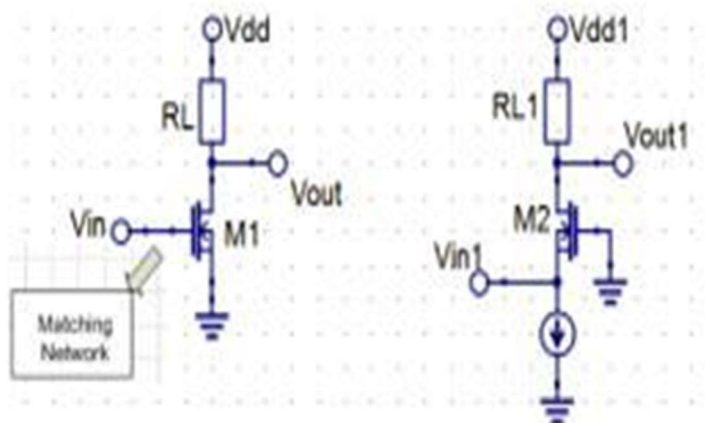 Vdd
RL
Vout
Vin
M1
Matching
Network
Vdd1
RL1
Vout1
M2
Vin1